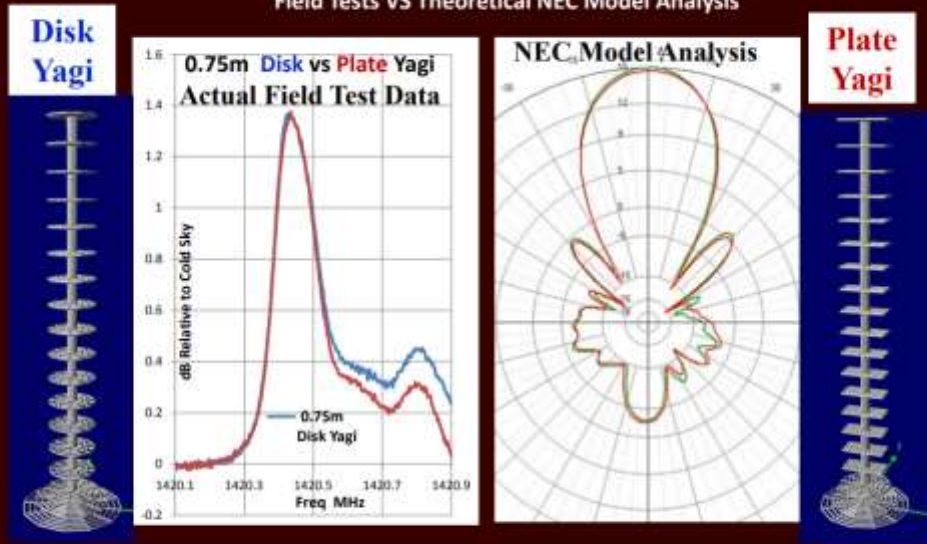 Field Tests VS Theoretical NEC Model Analysis
Disk
Yagi
0.75m Disk vs Plate Yagi
Actual Field Test Data
1.6
1.4
1.2
1
0.8
0.6
0.4
0.2
0
-0.2
dB Relative to Cold Sky
0.75m
Disk Yagi
1420.1 1420.3 1420.5 1420.7 1420.9
Freq MHz
NEC Model Analysis
Plate
Yagi